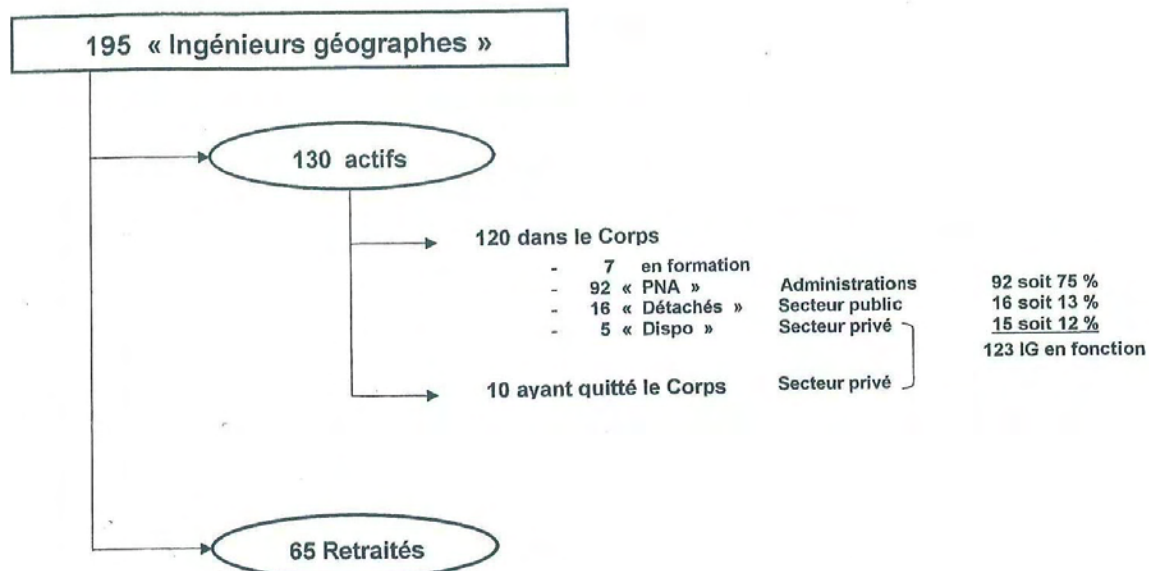 195 « Ingénieurs géographes »
130 actifs
120 dans le Corps
- 7 en formation
- 92 « PNA » Administrations 92 soit 75 %
- 16 « Détachés » Secteur public 16 soit 13 %
- 5 « Dispo » Secteur privé 15 soit 12 %
123 IG en fonction
10 ayant quitté le Corps Secteur privé
65 Retraités